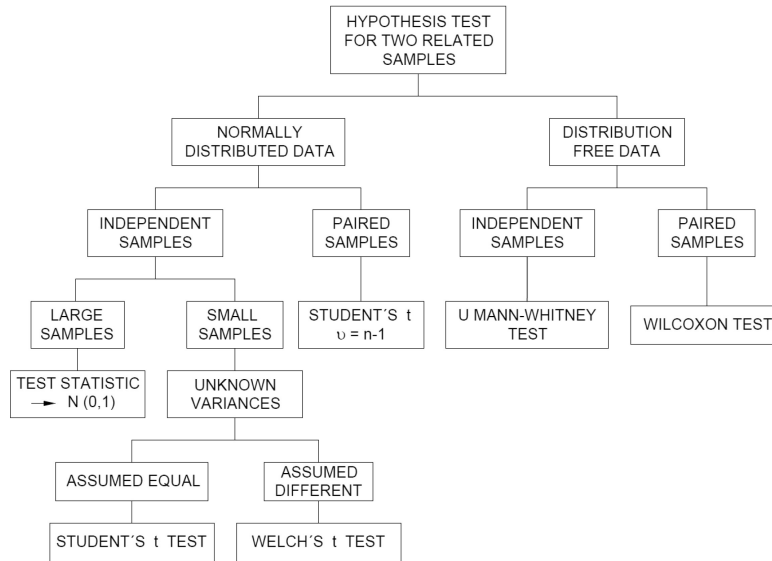 HYPOTHESIS TEST
FOR TWO RELATED
SAMPLES
NORMALLY
DISTRIBUTED DATA
DISTRIBUTION
FREE DATA
INDEPENDENT
SAMPLES
PAIRED
SAMPLES
INDEPENDENT
SAMPLES
PAIRED
SAMPLES
LARGE
SAMPLES
SMALL
SAMPLES
STUDENT´S t
υ = n-1
U MANN-WHITNEY
TEST
WILCOXON TEST
TEST STATISTIC
→ N (0,1)
UNKNOWN
VARIANCES
ASSUMED EQUAL
ASSUMED
DIFFERENT
STUDENT´S t TEST
WELCH´S t TEST